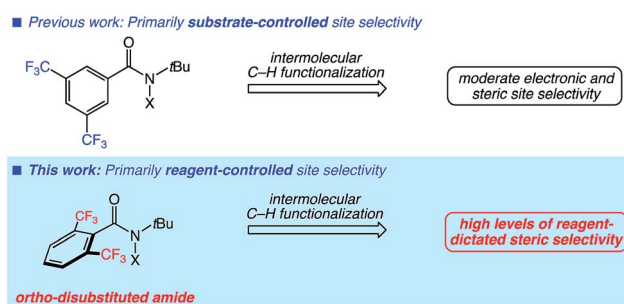 ■ Previous work: Primarily substrate-controlled site selectivity
O
F3C
N
tBu
X
CF3
intermolecular
C–H functionalization
moderate electronic and
steric site selectivity
■ This work: Primarily reagent-controlled site selectivity
O
CF3
N
tBu
CF3
X
intermolecular
C–H functionalization
high levels of reagent-
dictated steric selectivity
ortho-disubstituted amide